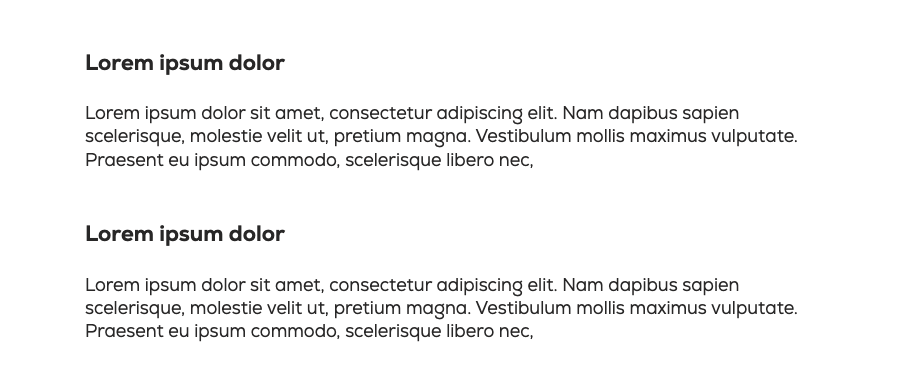 Lorem ipsum dolor
Lorem ipsum dolor sit amet, consectetur adipiscing elit. Nam dapibus sapien
scelerisque, molestie velit ut, pretium magna. Vestibulum mollis maximus vulputate.
Praesent eu ipsum commodo, scelerisque libero nec,
Lorem ipsum dolor
Lorem ipsum dolor sit amet, consectetur adipiscing elit. Nam dapibus sapien
scelerisque, molestie velit ut, pretium magna. Vestibulum mollis maximus vulputate.
Praesent eu ipsum commodo, scelerisque libero nec,